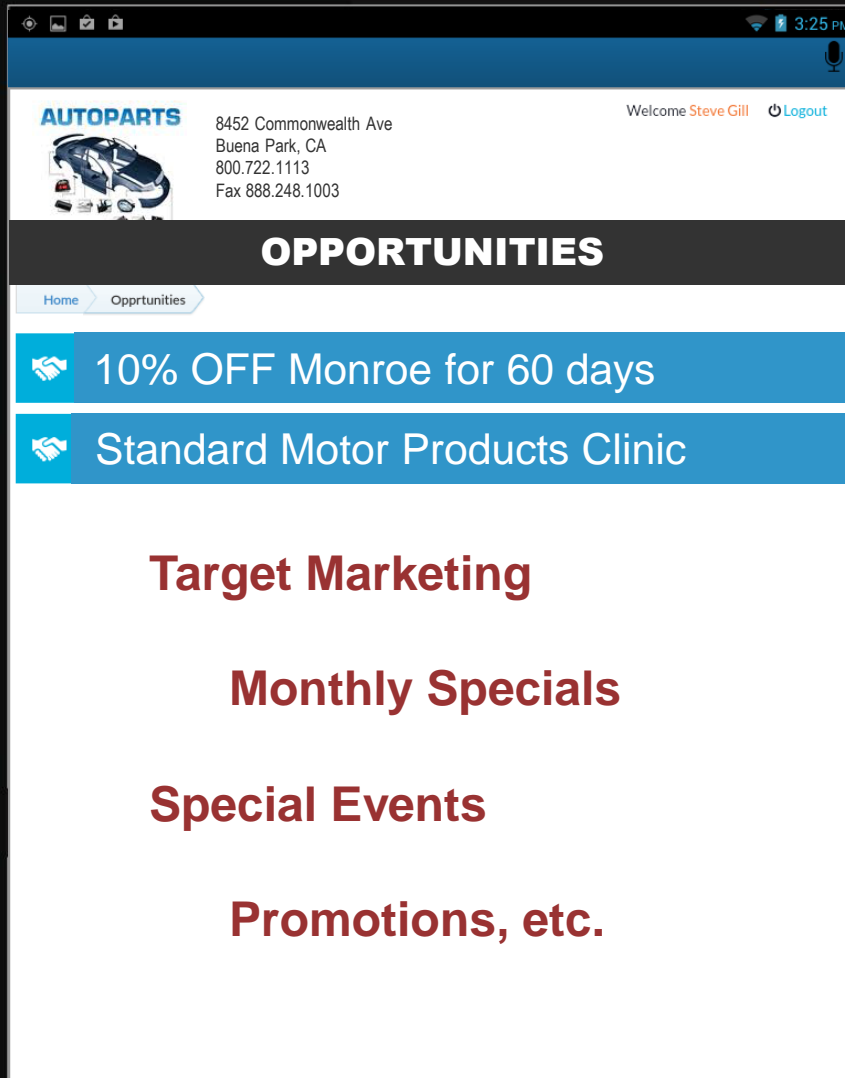 3:25 PM
AUTOPARTS
8452 Commonwealth Ave
Buena Park, CA
800.722.1113
Fax 888.248.1003
Welcome Steve Gill Logout
OPPORTUNITIES
Home Opprtunities
10% OFF Monroe for 60 days
Standard Motor Products Clinic
Target Marketing
Monthly Specials
Special Events
Promotions, etc.